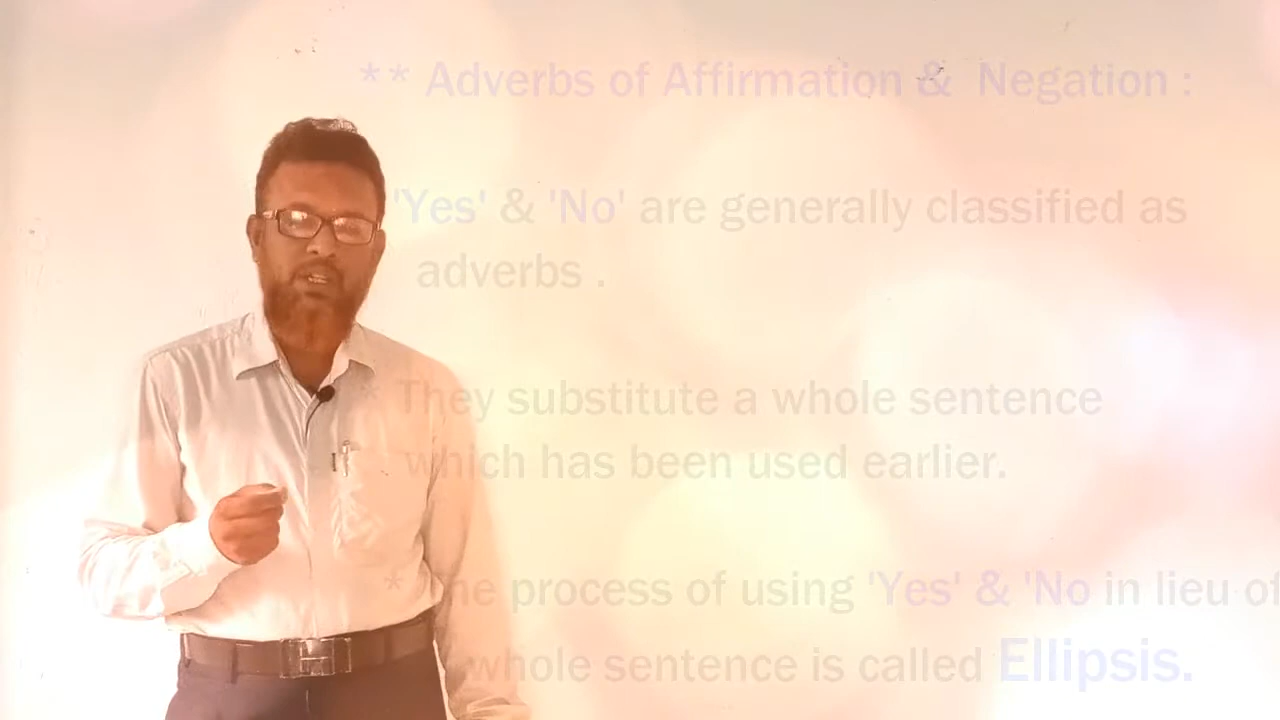 ** Adverbs of Affirmation & Negation :
'Yes' & 'No' are generally classified as
adverbs .
* They substitute a whole sentence
which has been used earlier.
* The process of using 'Yes' & 'No in lieu of
whole sentence is called Ellipsis.